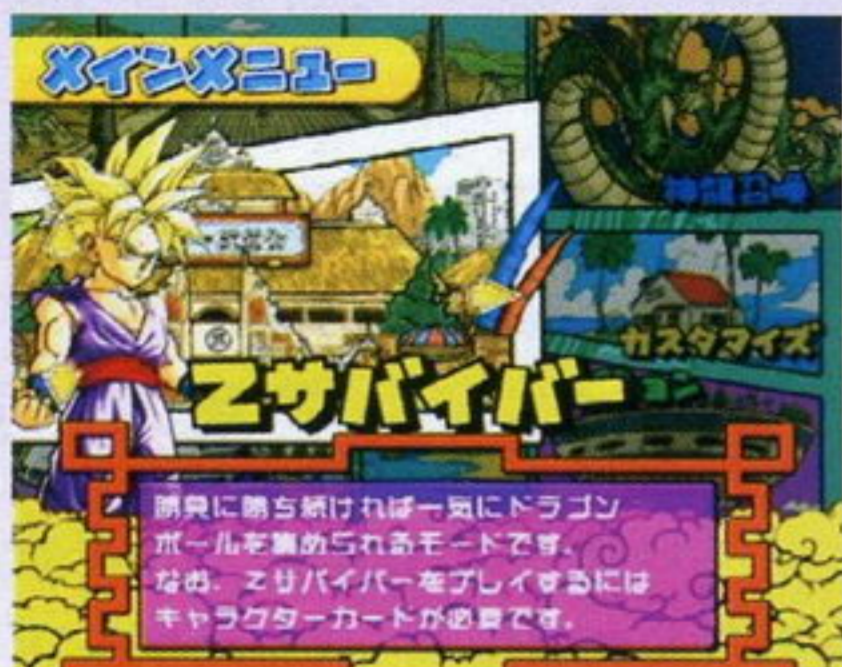 メインメニュー
神龍召喚
カスタマイズ
Zサバイバー
勝負に勝ち続ければ一気にドラゴン
ボールを集められるモードです。
なお、Zサバイバーをプレイするには
キャラクターカードが必要です。